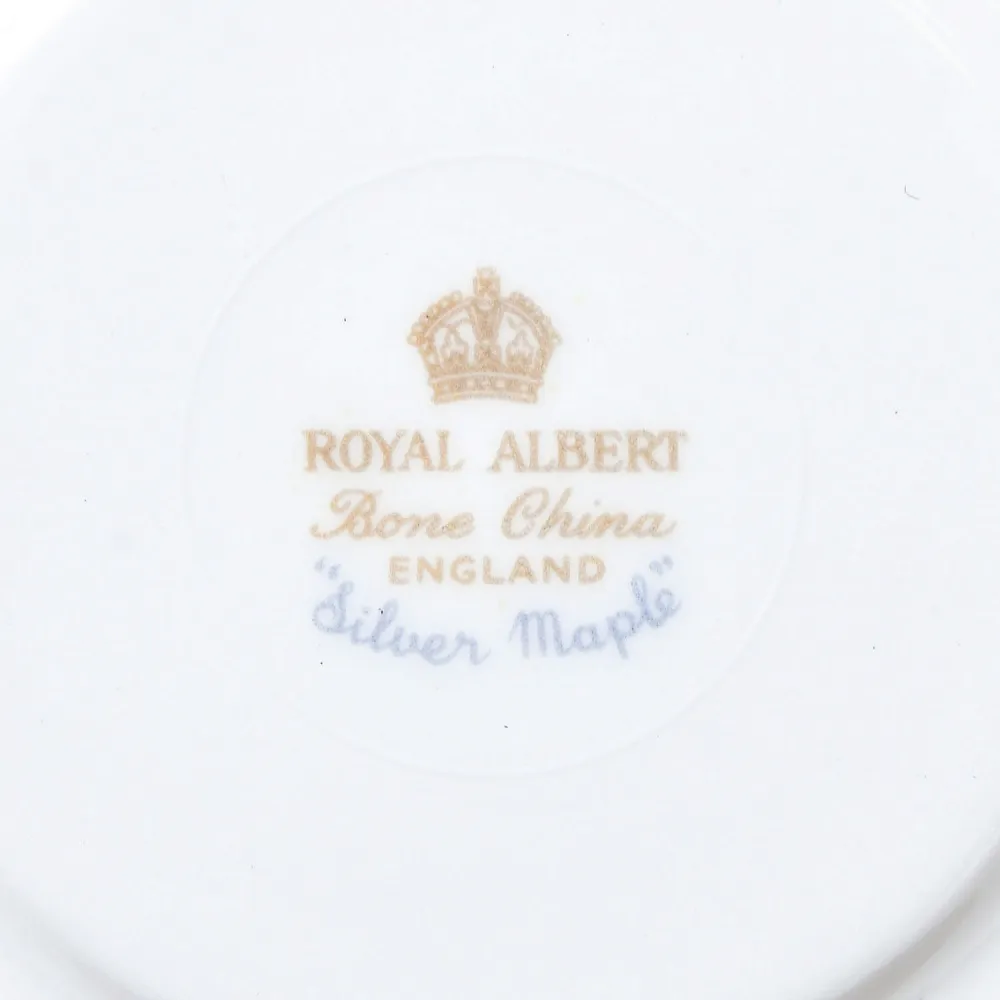 ROYAL ALBERT
Bone China
ENGLAND
"Silver Maple"